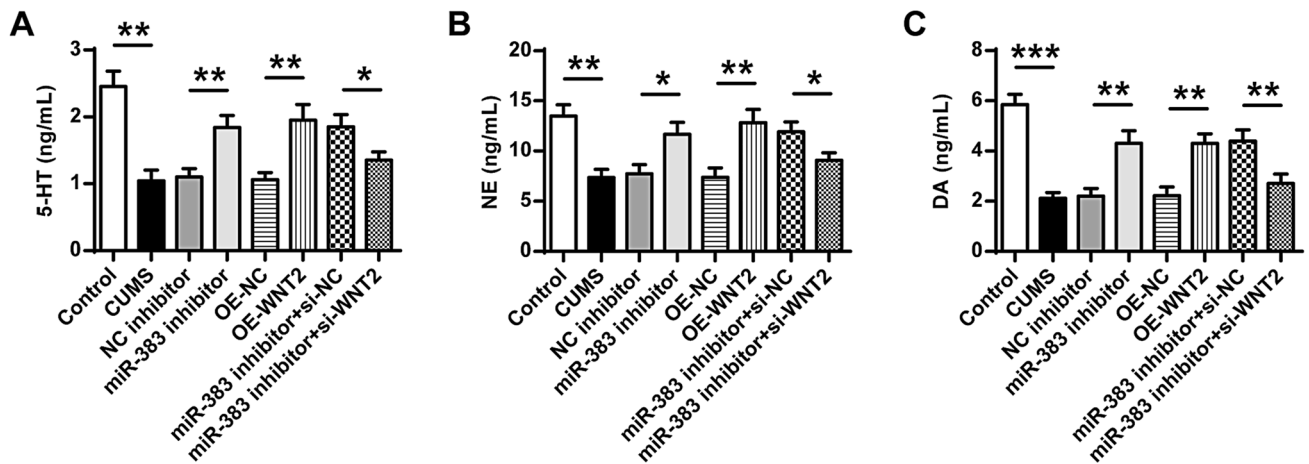 A
5-HT (ng/mL)
3
2
1
0
**
**
**
*
Control
CUMS
NC inhibitor
miR-383 inhibitor
OE-NC
OE-WNT2
miR-383 inhibitor+si-NC
miR-383 inhibitor+si-WNT2
B
NE (ng/mL)
20
15
10
5
0
**
*
**
*
Control
CUMS
NC inhibitor
miR-383 inhibitor
OE-NC
OE-WNT2
miR-383 inhibitor+si-NC
miR-383 inhibitor+si-WNT2
C
DA (ng/mL)
8
6
4
2
0
***
**
**
**
Control
CUMS
NC inhibitor
miR-383 inhibitor
OE-NC
OE-WNT2
miR-383 inhibitor+si-NC
miR-383 inhibitor+si-WNT2